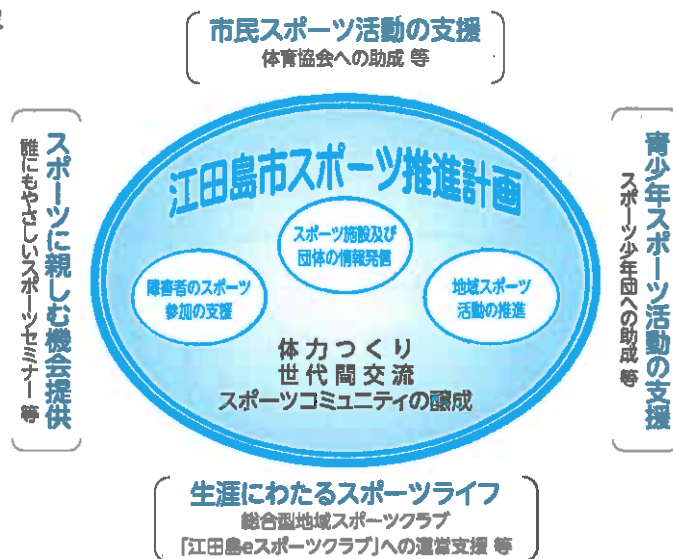 市民スポーツ活動の支援
体育協会への助成 等
スポーツに親しむ機会提供
誰にもやさしいスポーツセミナー 等
江田島市スポーツ推進計画
スポーツ施設及び
団体の情報発信
障害者のスポーツ
参加の支援
地域スポーツ
活動の推進
体力つくり
世代間交流
スポーツコミュニティの醸成
青少年スポーツ活動の支援
スポーツ少年団への助成 等
生涯にわたるスポーツライフ
総合型地域スポーツクラブ
「江田島eスポーツクラブ」への運営支援 等